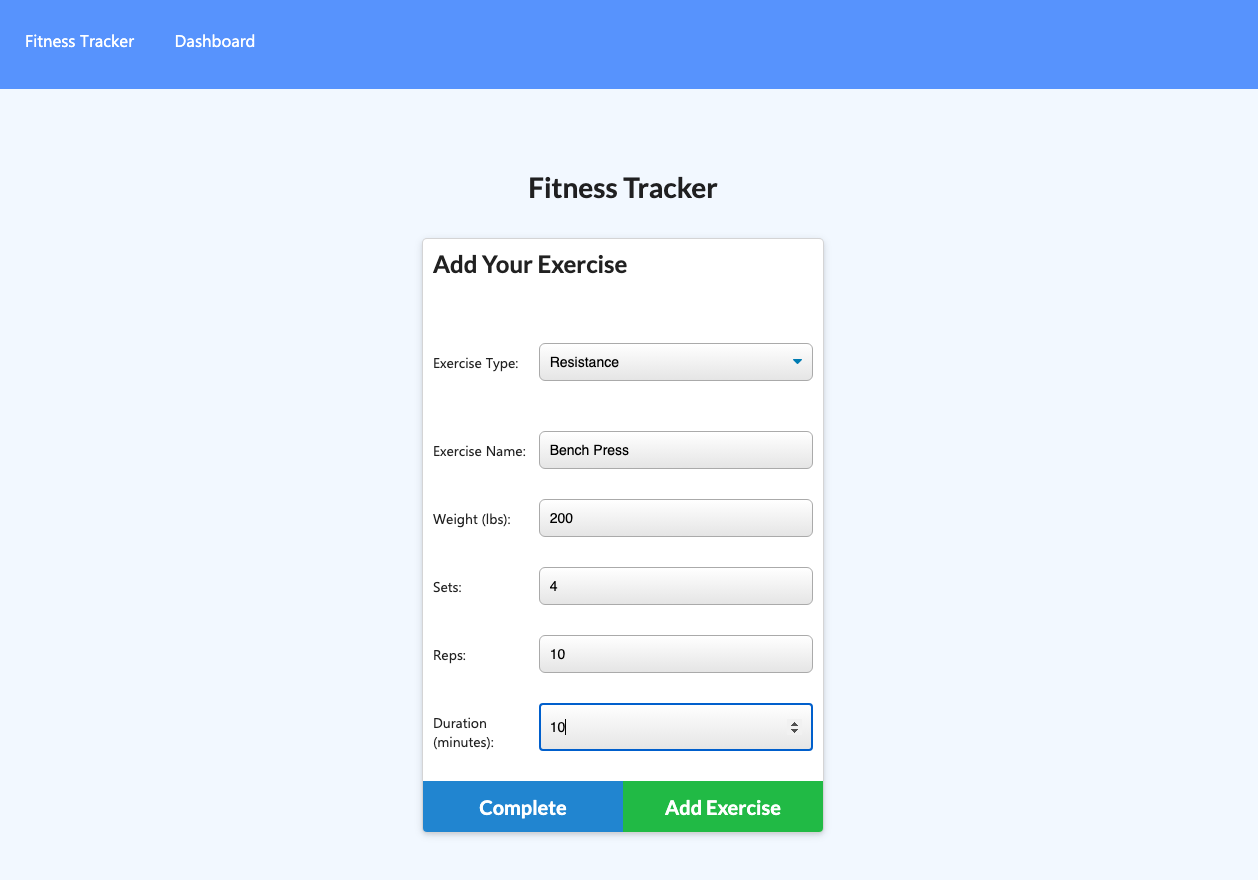 Fitness Tracker Dashboard
Fitness Tracker
Add Your Exercise
Exercise Type: Resistance
Exercise Name: Bench Press
Weight (lbs): 200
Sets: 4
Reps: 10
Duration
(minutes): 10
Complete Add Exercise